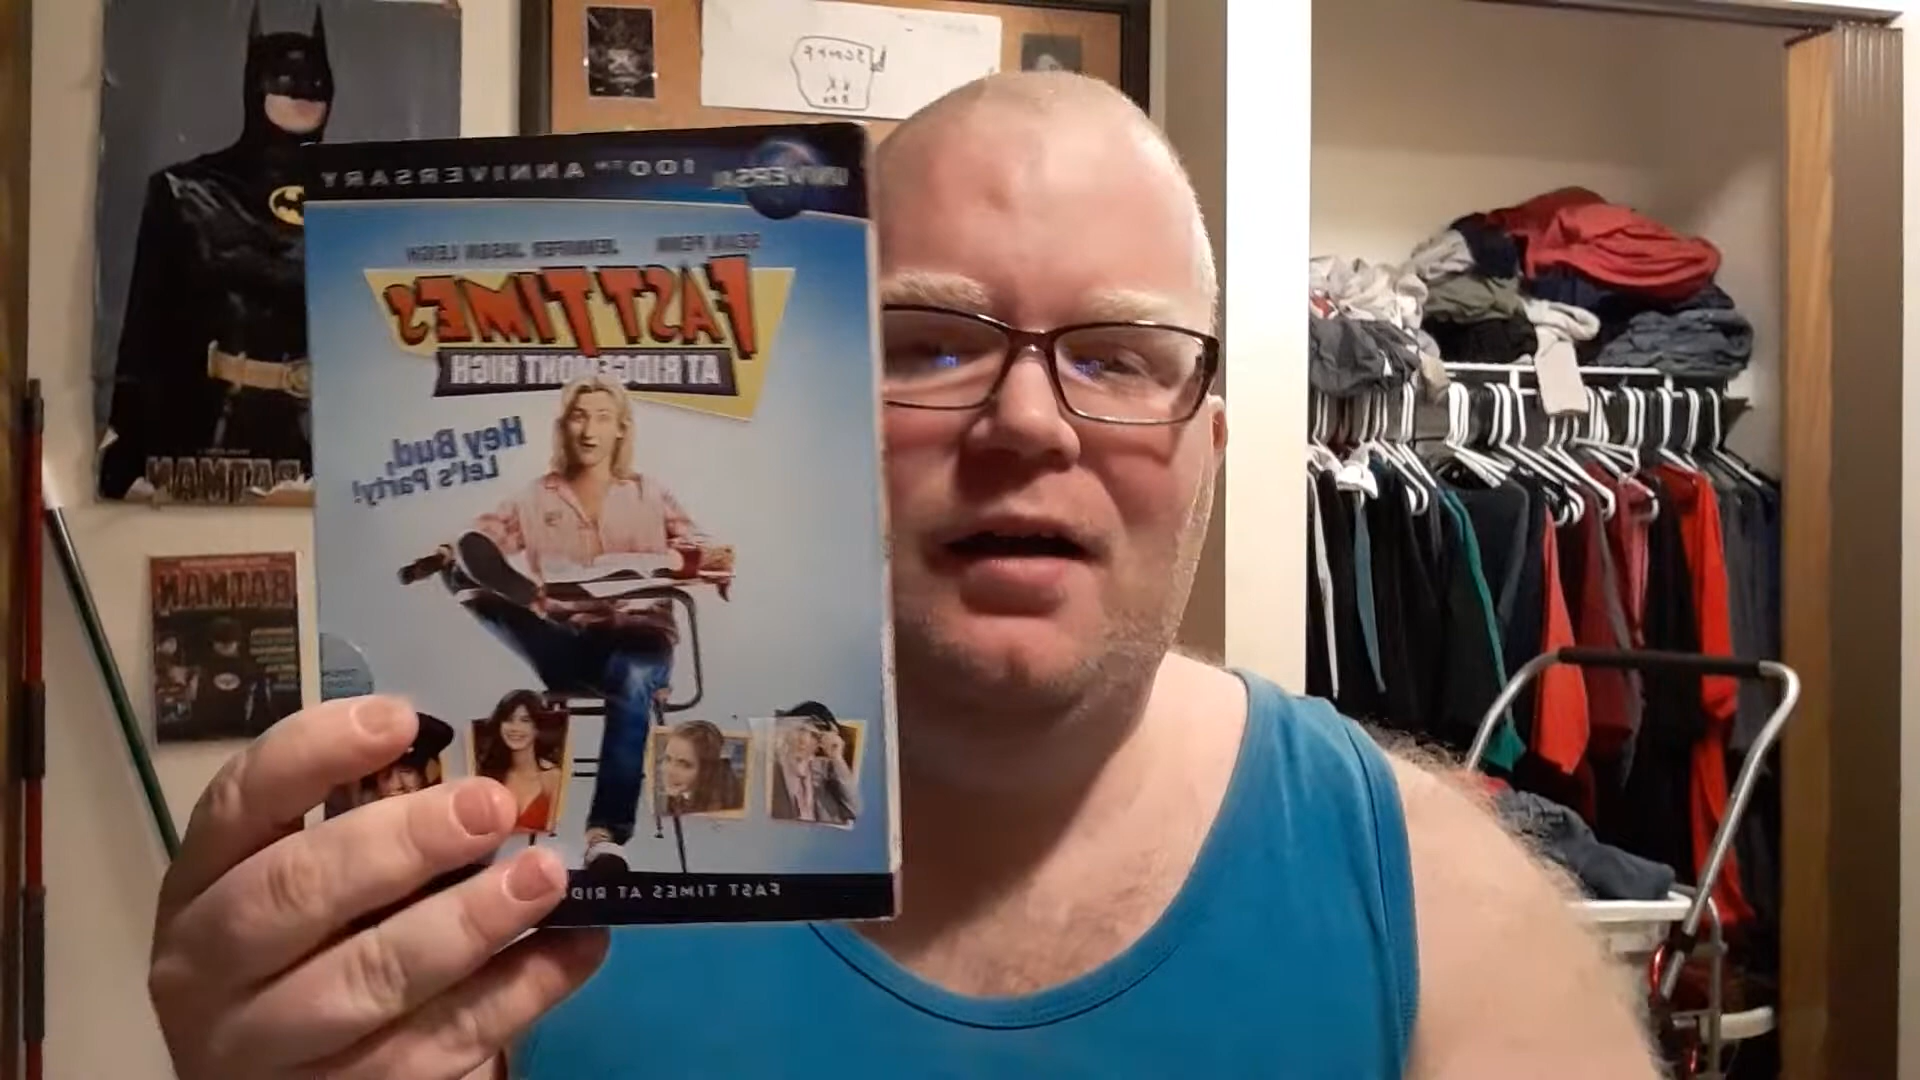 UNIVERSAL 100TH ANNIVERSARY
SEAN PENN JENNIFER JASON LEIGH
FAST TIMES
AT RIDGEMONT HIGH
Hey Bud,
Let's Party!
FAST TIMES AT RID
BATMAN
BATMAN